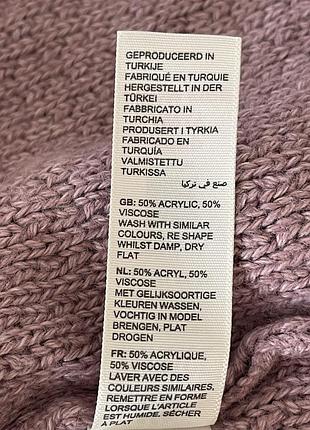 GEPRODUCEERD IN
TURKIJE
FABRIQUÉ EN TURQUIE
HERGESTELLT IN DER
TÜRKEI
FABBRICATO IN
TURCHIA
PRODUSERT I TYRKIA
FABRICADO EN
TURQUÍA
VALMISTETTU
TURKISSA
صنع في تركيا
GB: 50% ACRYLIC, 50%
VISCOSE
WASH WITH SIMILAR
COLOURS, RE SHAPE
WHILST DAMP, DRY
FLAT
NL: 50% ACRYL, 50%
VISCOSE
MET GELIJKSOORTIGE
KLEUREN WASSEN,
VOCHTIG IN MODEL
BRENGEN, PLAT
DROGEN
FR: 50% ACRYLIQUE,
50% VISCOSE
LAVER AVEC DES
COULEURS SIMILAIRES,
REMETTRE EN FORME
LORSQUE L'ARTICLE
EST HUMIDE, SÉCHER
À PLAT